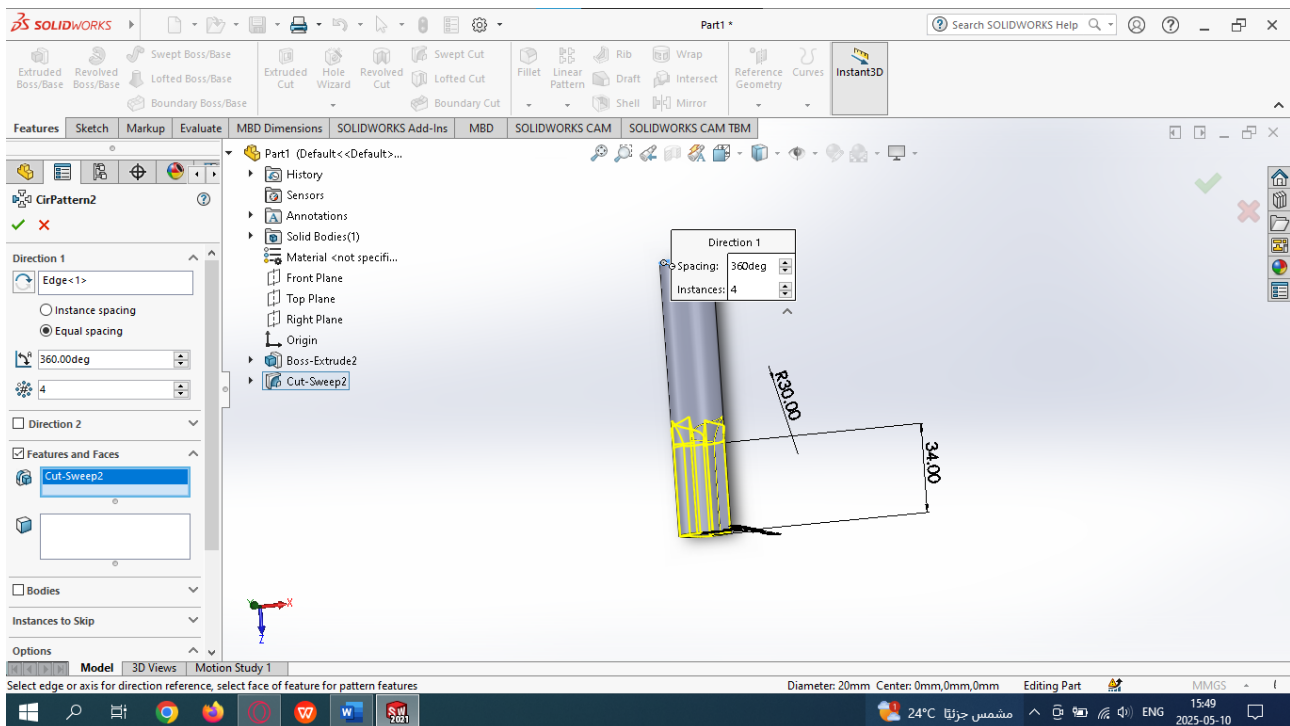 SOLIDWORKS
Part1 *
Search SOLIDWORKS Help
Extruded Boss/Base
Revolved Boss/Base
Swept Boss/Base
Lofted Boss/Base
Boundary Boss/Base
Extruded Cut
Hole Wizard
Revolved Cut
Swept Cut
Lofted Cut
Boundary Cut
Fillet
Linear Pattern
Rib
Draft
Shell
Wrap
Intersect
Mirror
Reference Geometry
Curves
Instant3D
Features Sketch Markup Evaluate MBD Dimensions SOLIDWORKS Add-Ins MBD SOLIDWORKS CAM SOLIDWORKS CAM TBM
CirPattern2
Direction 1
Edge<1>
Instance spacing
Equal spacing
360.00deg
4
Direction 2
Features and Faces
Cut-Sweep2
Bodies
Instances to Skip
Options
Part1 (Default<<Default>...
History
Sensors
Annotations
Solid Bodies(1)
Material <not specifi...
Front Plane
Top Plane
Right Plane
Origin
Boss-Extrude2
Cut-Sweep2
Direction 1
Spacing: 360deg
Instances: 4
R30.00
34.00
X
Z
Model 3D Views Motion Study 1
Select edge or axis for direction reference, select face of feature for pattern features
Diameter: 20mm Center: 0mm,0mm,0mm Editing Part MMGS
SW
2021
24°C مشمس جزئيًا
ENG
15:49
2025-05-10